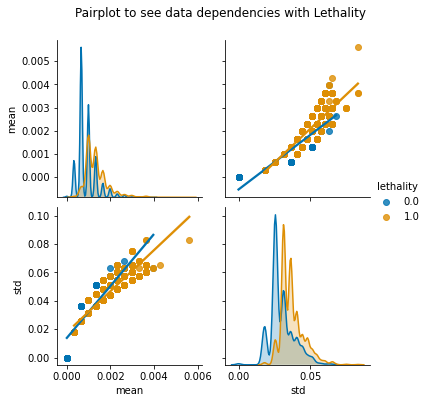 Pairplot to see data dependencies with Lethality
0.005
0.004
0.003
0.002
0.001
0.000
mean
lethality
0.0
1.0
0.10
0.08
0.06
0.04
0.02
0.00
std
0.000 0.002 0.004 0.006
mean
0.00 0.05
std